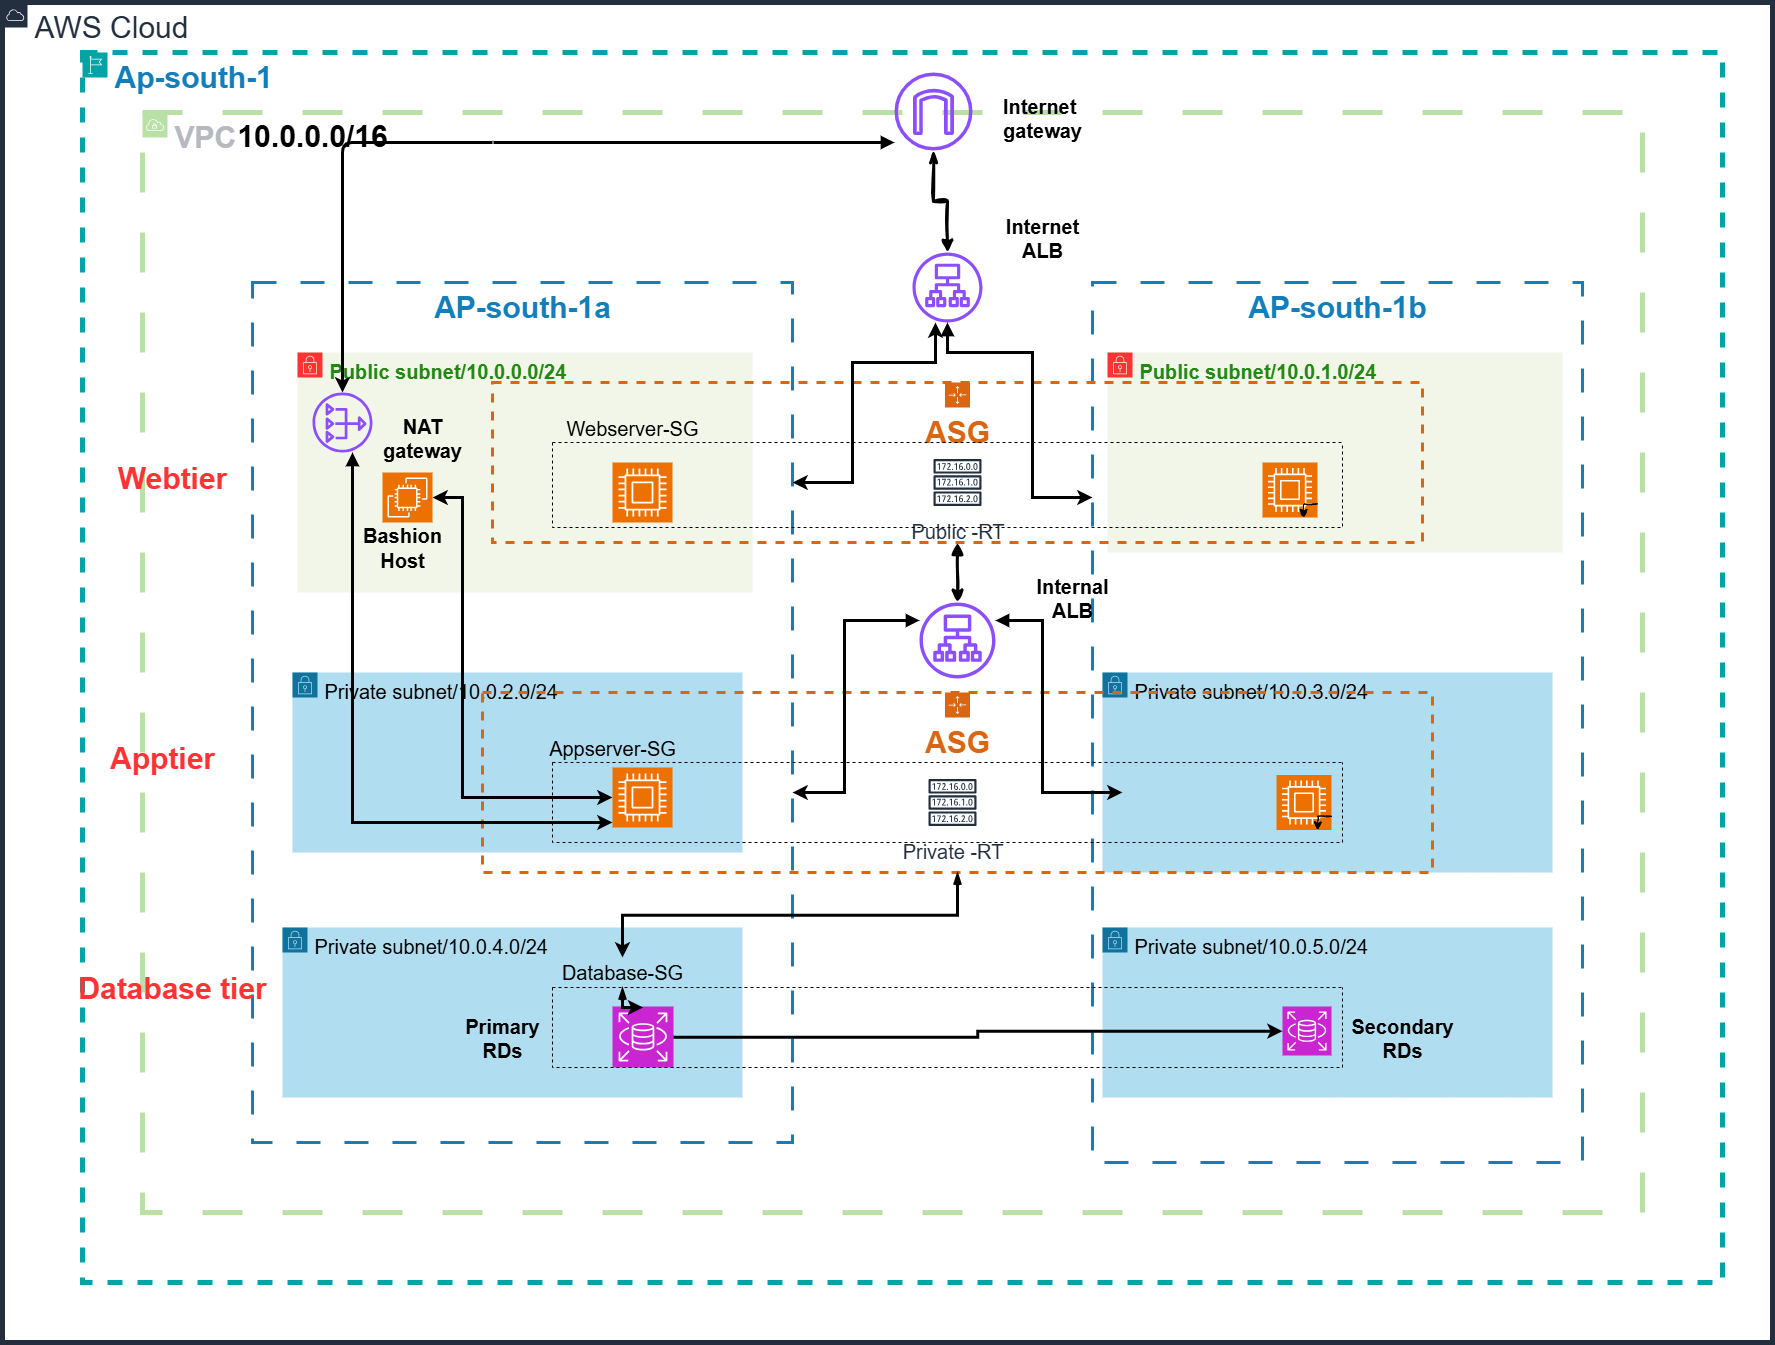 AWS Cloud
Ap-south-1
VPC 10.0.0.0/16
Internet
gateway
Internet
ALB
AP-south-1a
AP-south-1b
Public subnet/10.0.0.0/24
Public subnet/10.0.1.0/24
NAT
gateway
Webserver-SG
ASG
Webtier
172.16.0.0
172.16.1.0
172.16.2.0
Bashion
Host
Public -RT
Internal
ALB
Private subnet/10.0.2.0/24
Private subnet/10.0.3.0/24
Apptier
Appserver-SG
ASG
172.16.0.0
172.16.1.0
172.16.2.0
Private -RT
Private subnet/10.0.4.0/24
Private subnet/10.0.5.0/24
Database tier
Database-SG
Primary
RDs
Secondary
RDs